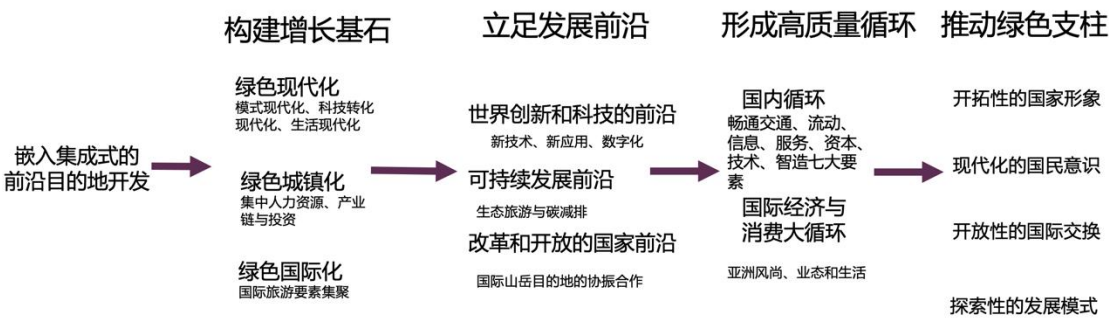 嵌入集成式的
前沿目的地开发
构建增长基石
绿色现代化
模式现代化、科技转化
现代化、生活现代化
绿色城镇化
集中人力资源、产业
链与投资
绿色国际化
国际旅游要素集聚
立足发展前沿
世界创新和科技的前沿
新技术、新应用、数字化
可持续发展前沿
生态旅游与碳减排
改革和开放的国家前沿
国际山岳目的地的协振合作
形成高质量循环
国内循环
畅通交通、流动、
信息、服务、资本、
技术、智造七大要
素
国际经济与
消费大循环
亚洲风尚、业态和生活
推动绿色支柱
开拓性的国家形象
现代化的国民意识
开放性的国际交换
探索性的发展模式